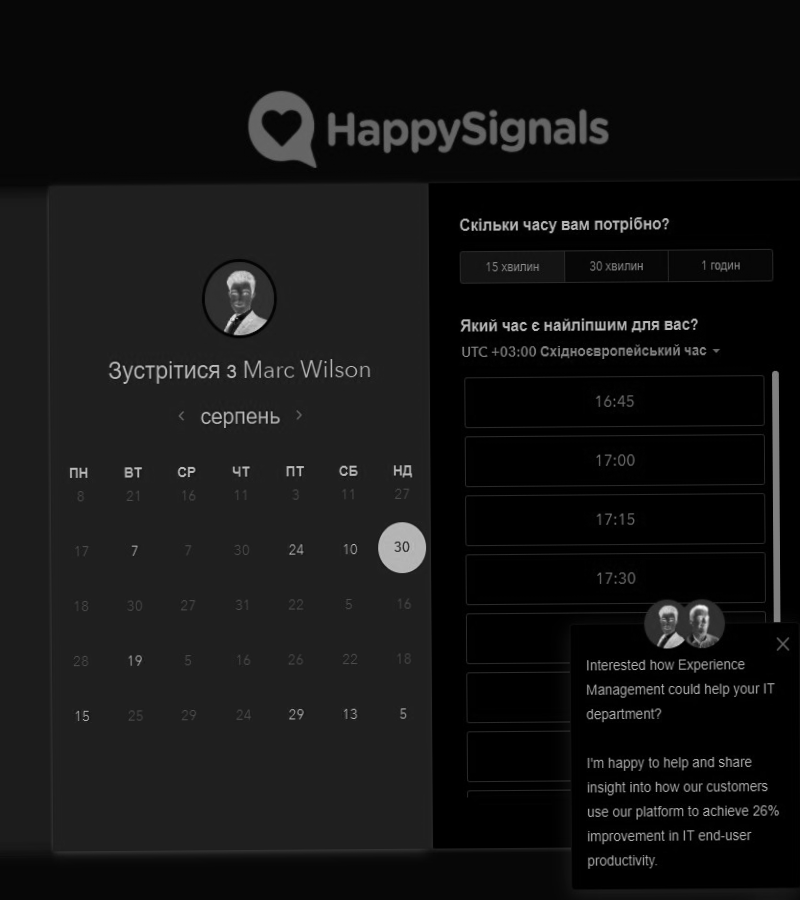 HappySignals
Зустрітися з Marc Wilson
серпень
ПН ВТ СР ЧТ ПТ СБ НД
8 21 16 11 3 11 27
17 7 7 30 24 10 30
18 30 27 31 22 5 16
28 19 5 16 26 22 18
15 25 29 24 29 13 5
Скільки часу вам потрібно?
15 хвилин 30 хвилин 1 годин
Який час є найліпшим для вас?
UTC +03:00 Східноєвропейський час
16:45
17:00
17:15
17:30
Interested how Experience
Management could help your IT
department?
I'm happy to help and share
insight into how our customers
use our platform to achieve 26%
improvement in IT end-user
productivity.